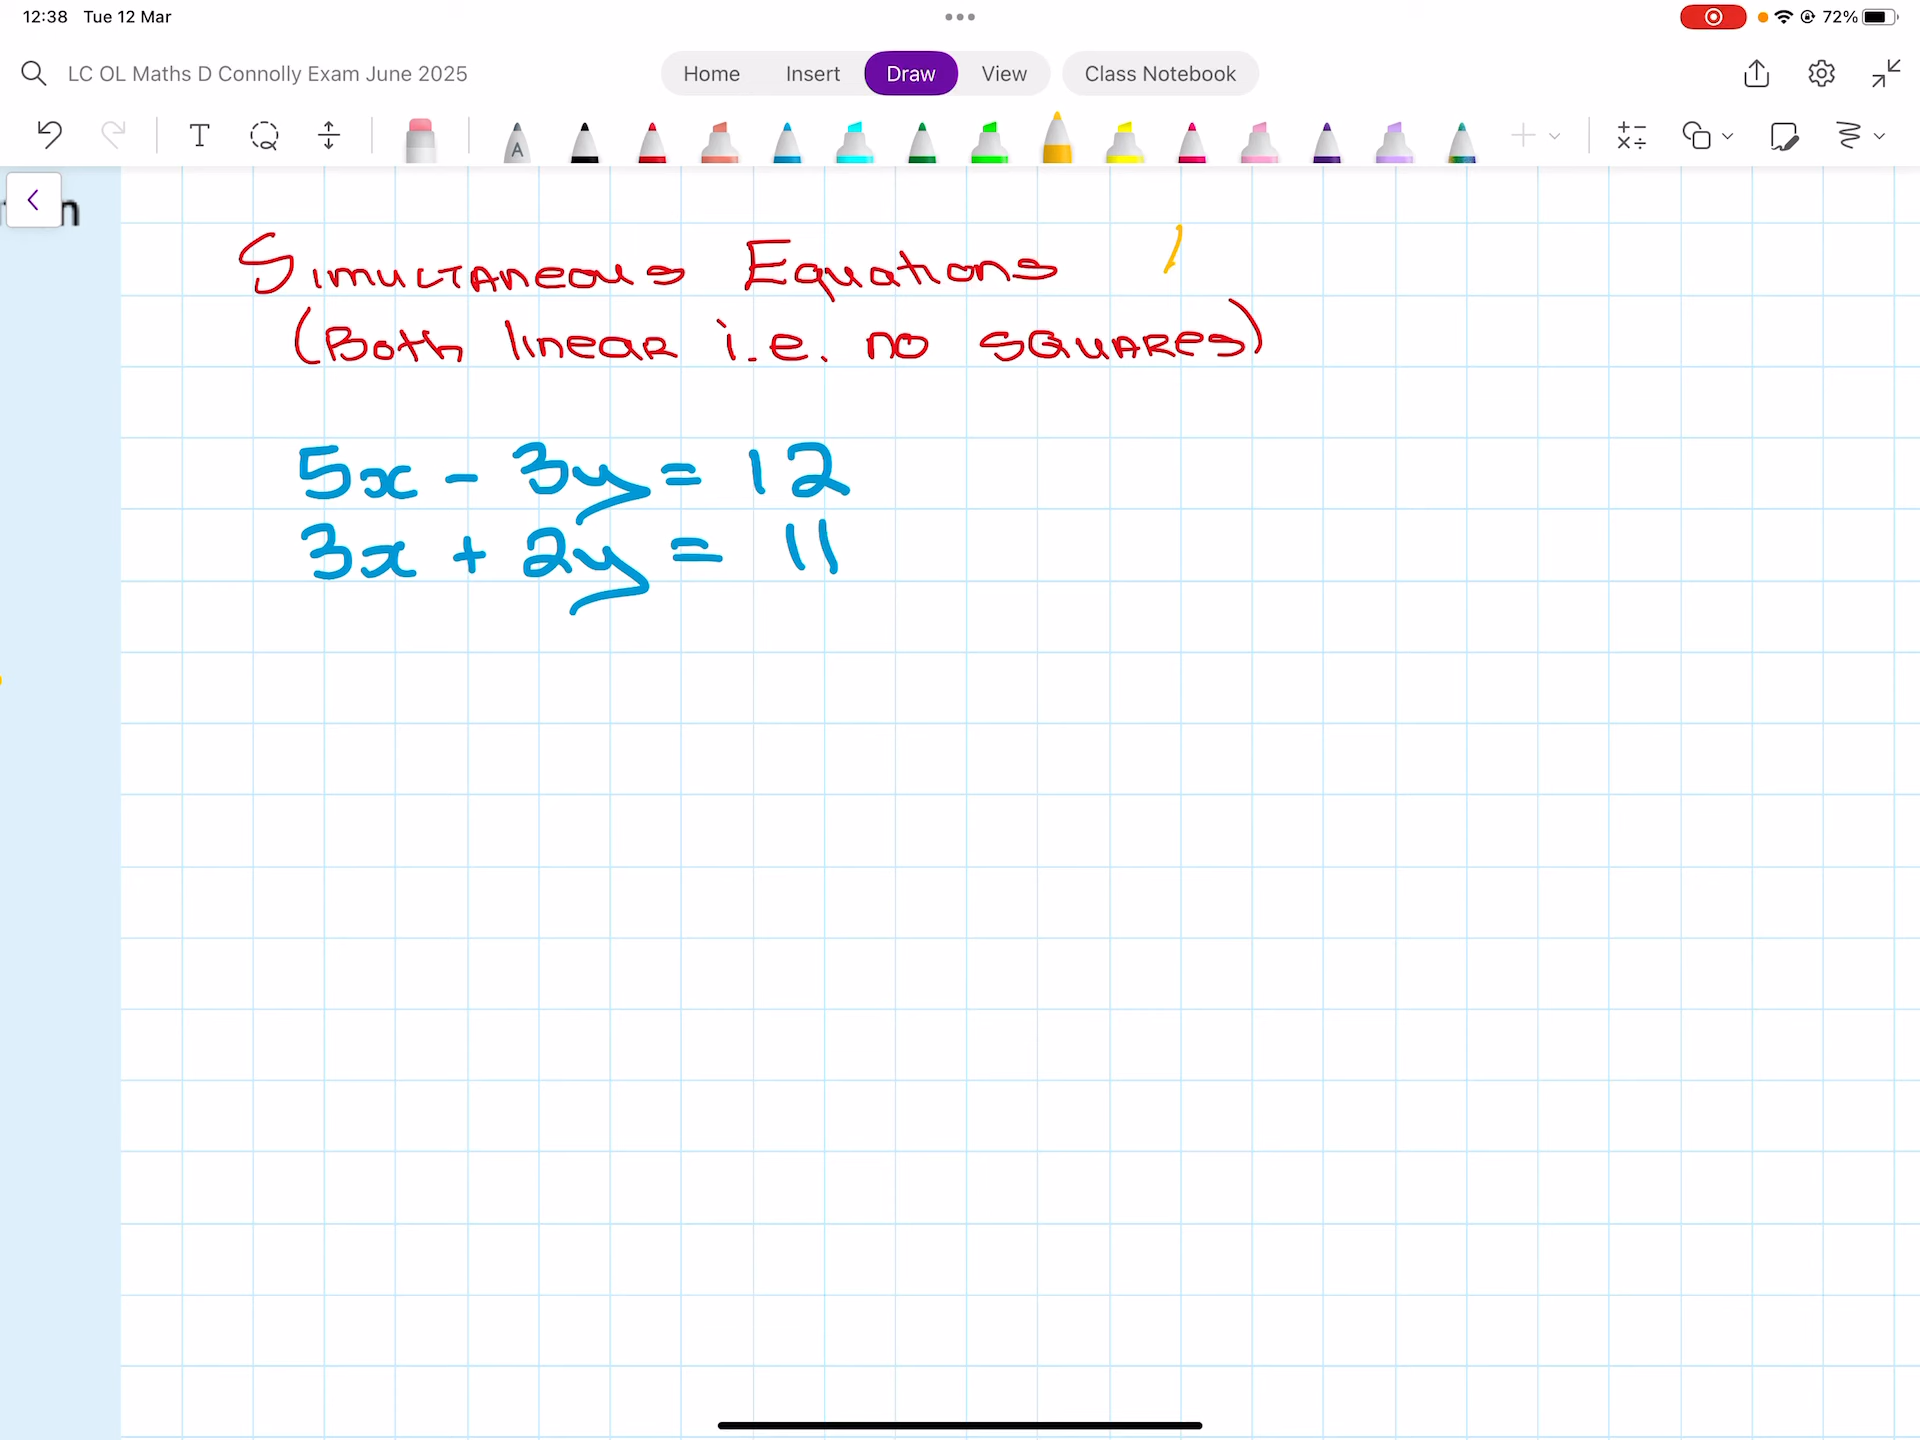 12:38 Tue 12 Mar 72%
LC OL Maths D Connolly Exam June 2025 Home Insert Draw View Class Notebook
T A
n
Simultaneous Equations
(Both linear i.e. no squares)
5x - 3y = 12
3x + 2y = 11